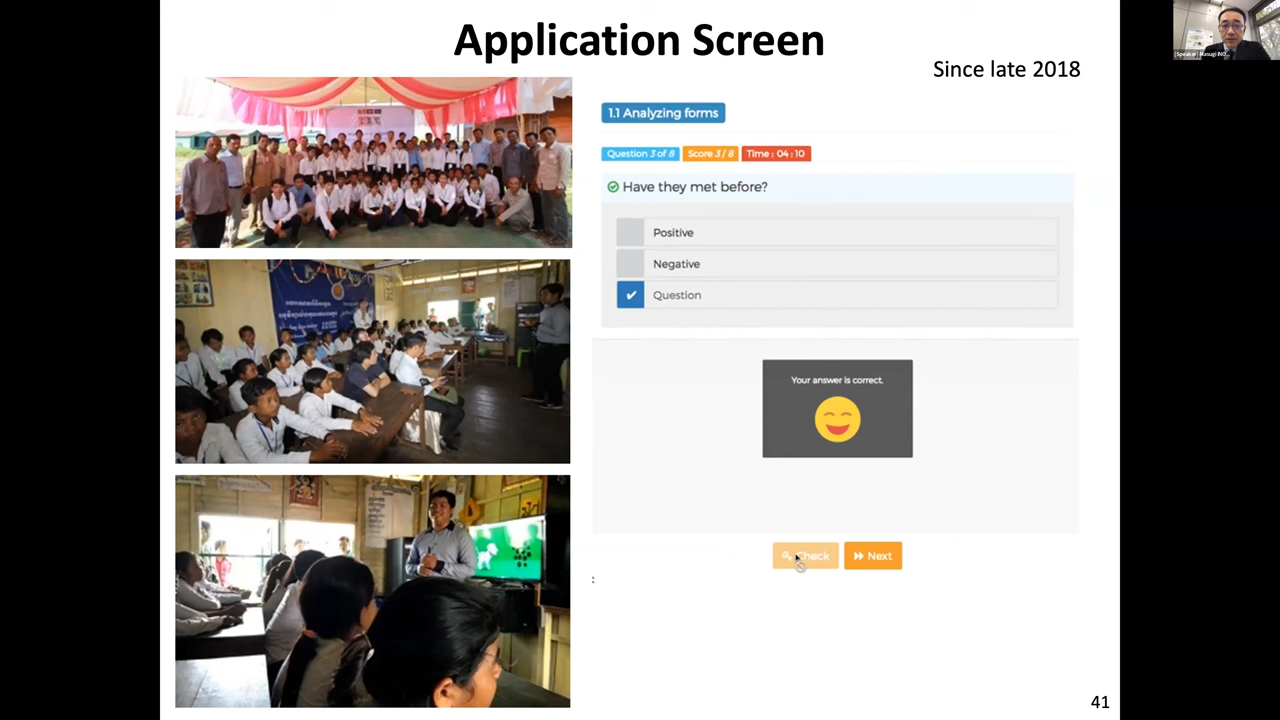 Application Screen
Since late 2018
1.1 Analyzing forms
Question 3 of 8 Score 3 / 8 Time : 04 : 10
Have they met before?
Positive
Negative
✔ Question
Your answer is correct.
Check Next
41